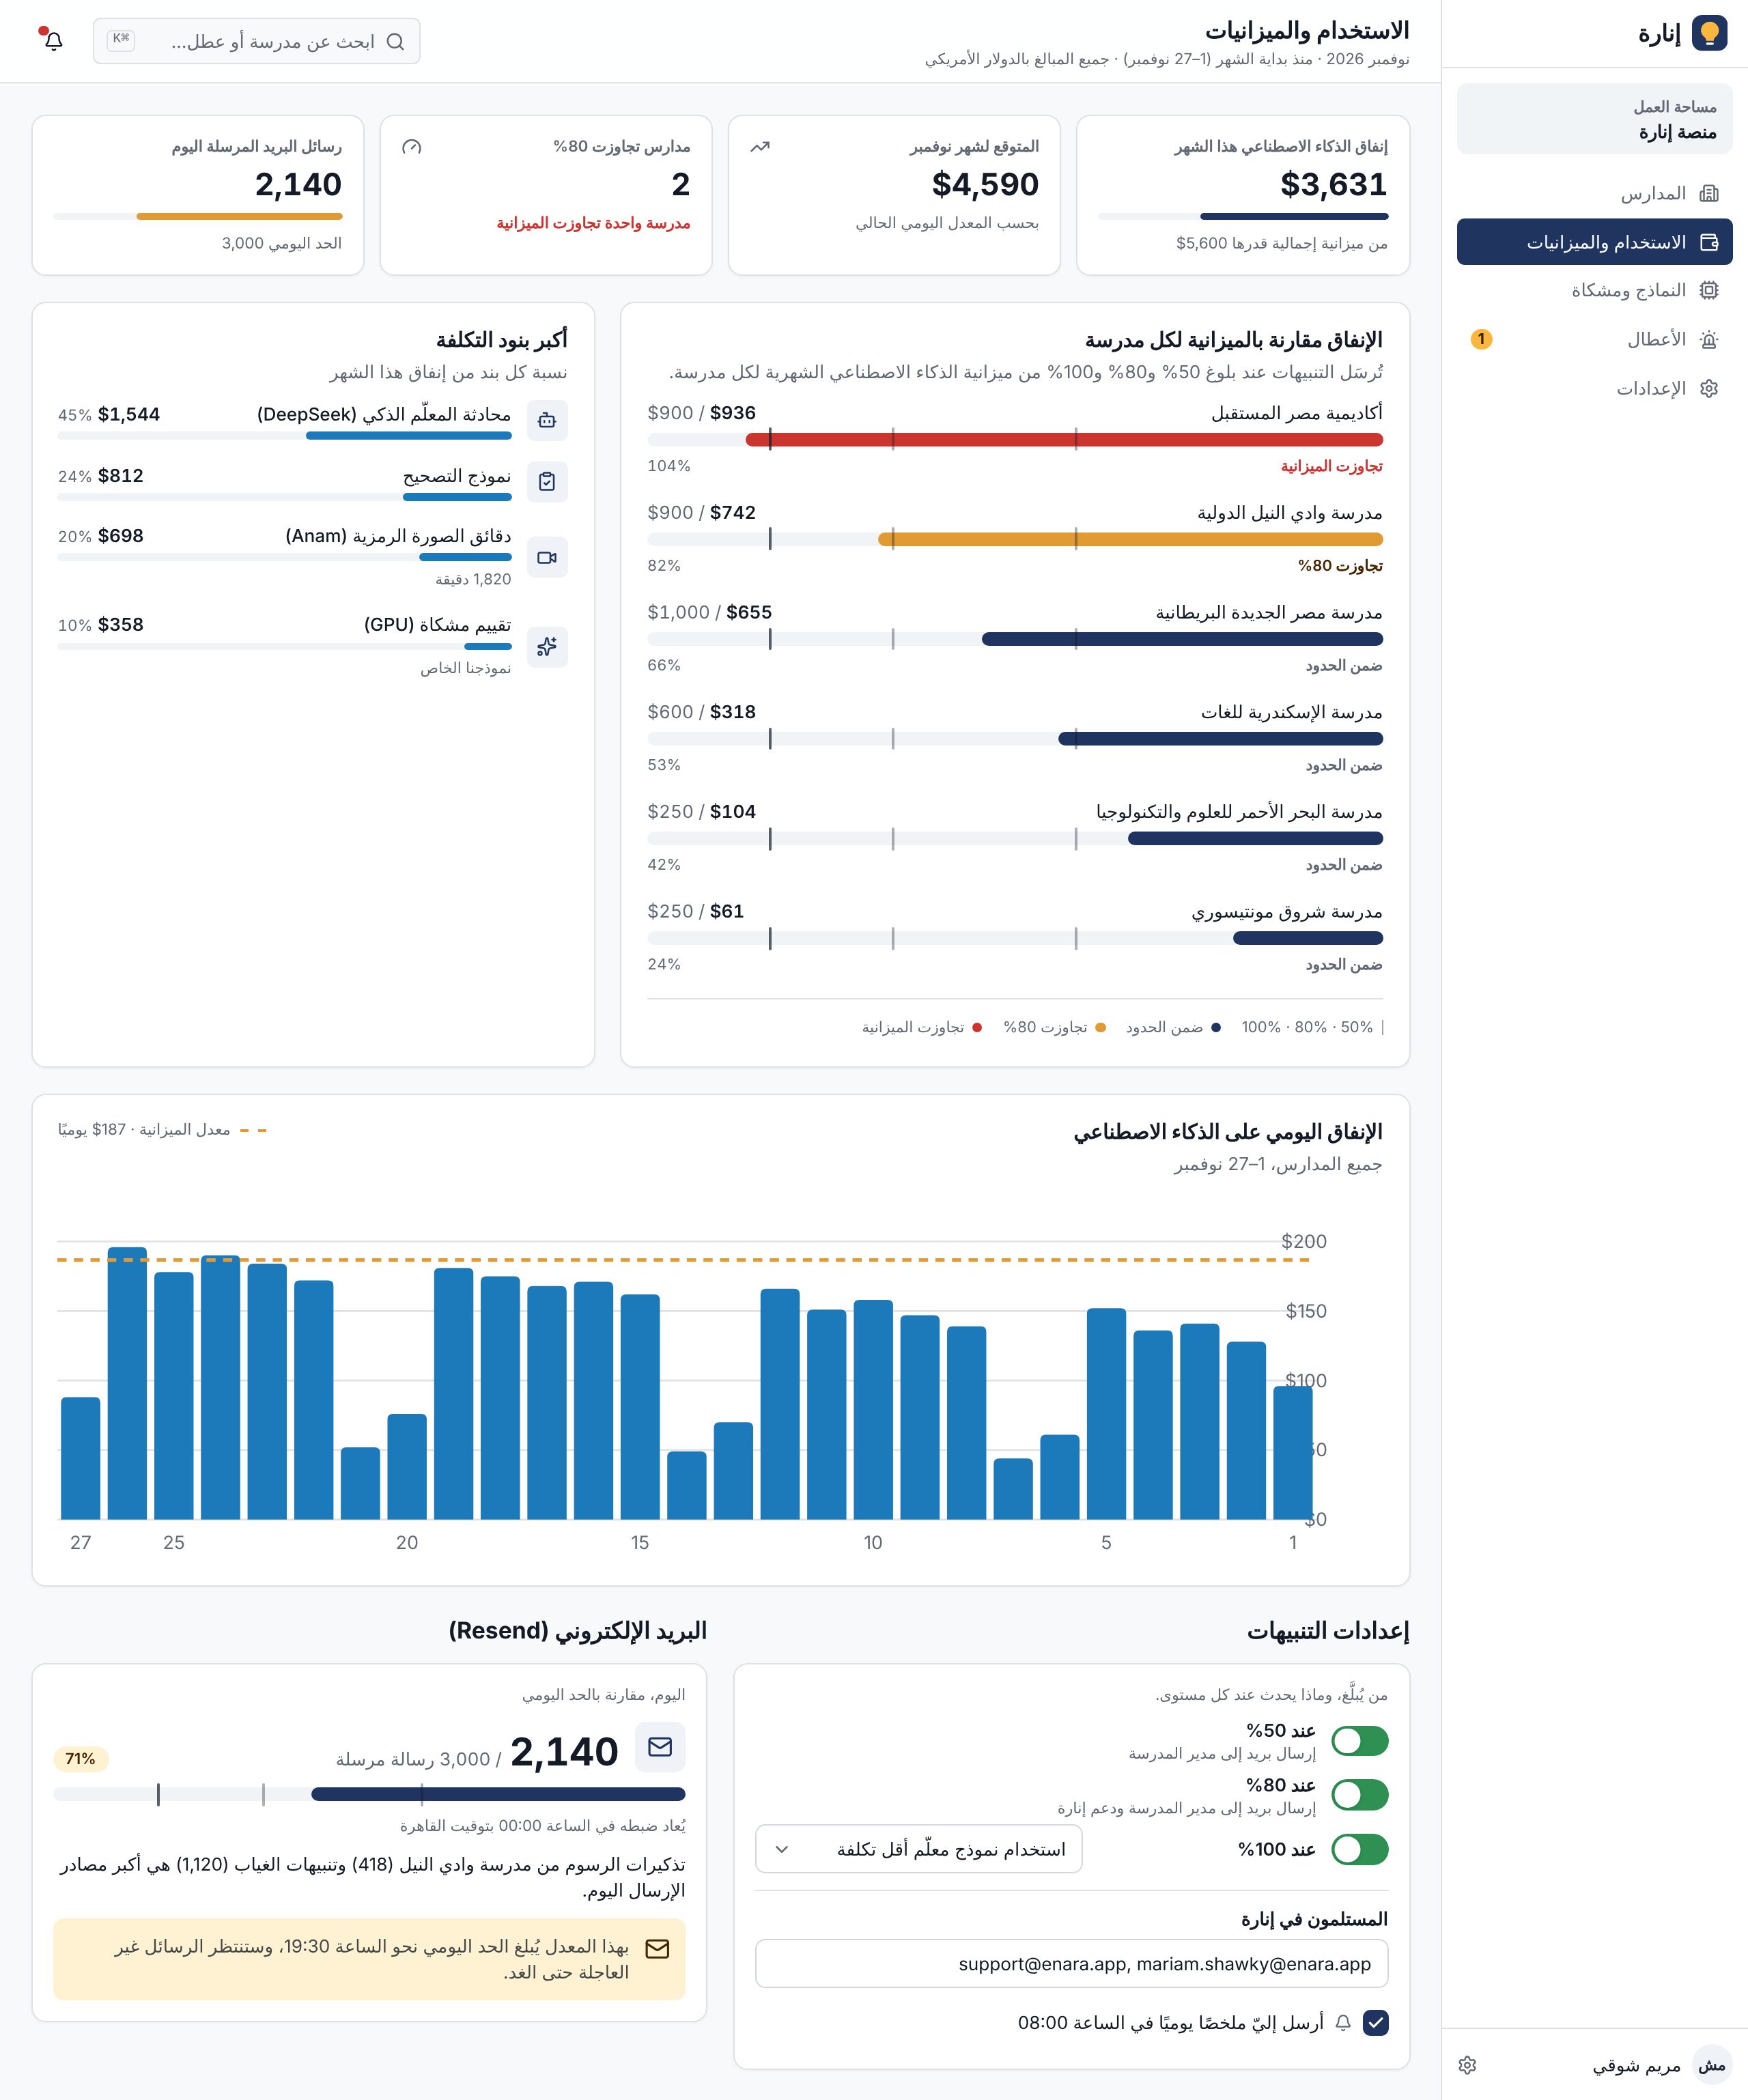 إنارة
مساحة العمل
منصة إنارة
المدارس
الاستخدام والميزانيات
النماذج ومشكاة
الأعطال
1
الإعدادات
مش
مريم شوقي
الاستخدام والميزانيات
نوفمبر 2026 · منذ بداية الشهر (1–27 نوفمبر) · جميع المبالغ بالدولار الأمريكي
ابحث عن مدرسة أو عطل...
⌘K
إنفاق الذكاء الاصطناعي هذا الشهر
$3,631
من ميزانية إجمالية قدرها $5,600
المتوقع لشهر نوفمبر
$4,590
بحسب المعدل اليومي الحالي
مدارس تجاوزت 80%
2
مدرسة واحدة تجاوزت الميزانية
رسائل البريد المرسلة اليوم
2,140
الحد اليومي 3,000
الإنفاق مقارنة بالميزانية لكل مدرسة
تُرسَل التنبيهات عند بلوغ 50% و80% و100% من ميزانية الذكاء الاصطناعي الشهرية لكل مدرسة.
أكاديمية مصر المستقبل
$936 / $900
تجاوزت الميزانية
104%
مدرسة وادي النيل الدولية
$742 / $900
تجاوزت 80%
82%
مدرسة مصر الجديدة البريطانية
$655 / $1,000
ضمن الحدود
66%
مدرسة الإسكندرية للغات
$318 / $600
ضمن الحدود
53%
مدرسة البحر الأحمر للعلوم والتكنولوجيا
$104 / $250
ضمن الحدود
42%
مدرسة شروق مونتيسوري
$61 / $250
ضمن الحدود
24%
50% · 80% · 100%
ضمن الحدود
تجاوزت 80%
تجاوزت الميزانية
أكبر بنود التكلفة
نسبة كل بند من إنفاق هذا الشهر
محادثة المعلّم الذكي (DeepSeek)
$1,544 45%
نموذج التصحيح
$812 24%
دقائق الصورة الرمزية (Anam)
$698 20%
1,820 دقيقة
تقييم مشكاة (GPU)
$358 10%
نموذجنا الخاص
الإنفاق اليومي على الذكاء الاصطناعي
جميع المدارس، 1–27 نوفمبر
معدل الميزانية · $187 يوميًا
$200
$150
$100
$50
$0
1
5
10
15
20
25
27
إعدادات التنبيهات
من يُبلَّغ، وماذا يحدث عند كل مستوى.
عند 50%
إرسال بريد إلى مدير المدرسة
عند 80%
إرسال بريد إلى مدير المدرسة ودعم إنارة
عند 100%
استخدام نموذج معلّم أقل تكلفة
المستلمون في إنارة
support@enara.app, mariam.shawky@enara.app
أرسل إليّ ملخصًا يوميًا في الساعة 08:00
البريد الإلكتروني (Resend)
اليوم، مقارنة بالحد اليومي
2,140 / 3,000 رسالة مرسلة
71%
يُعاد ضبطه في الساعة 00:00 بتوقيت القاهرة
تذكيرات الرسوم من مدرسة وادي النيل (418) وتنبيهات الغياب (1,120) هي أكبر مصادر
الإرسال اليوم.
بهذا المعدل يُبلغ الحد اليومي نحو الساعة 19:30، وستنتظر الرسائل غير
العاجلة حتى الغد.